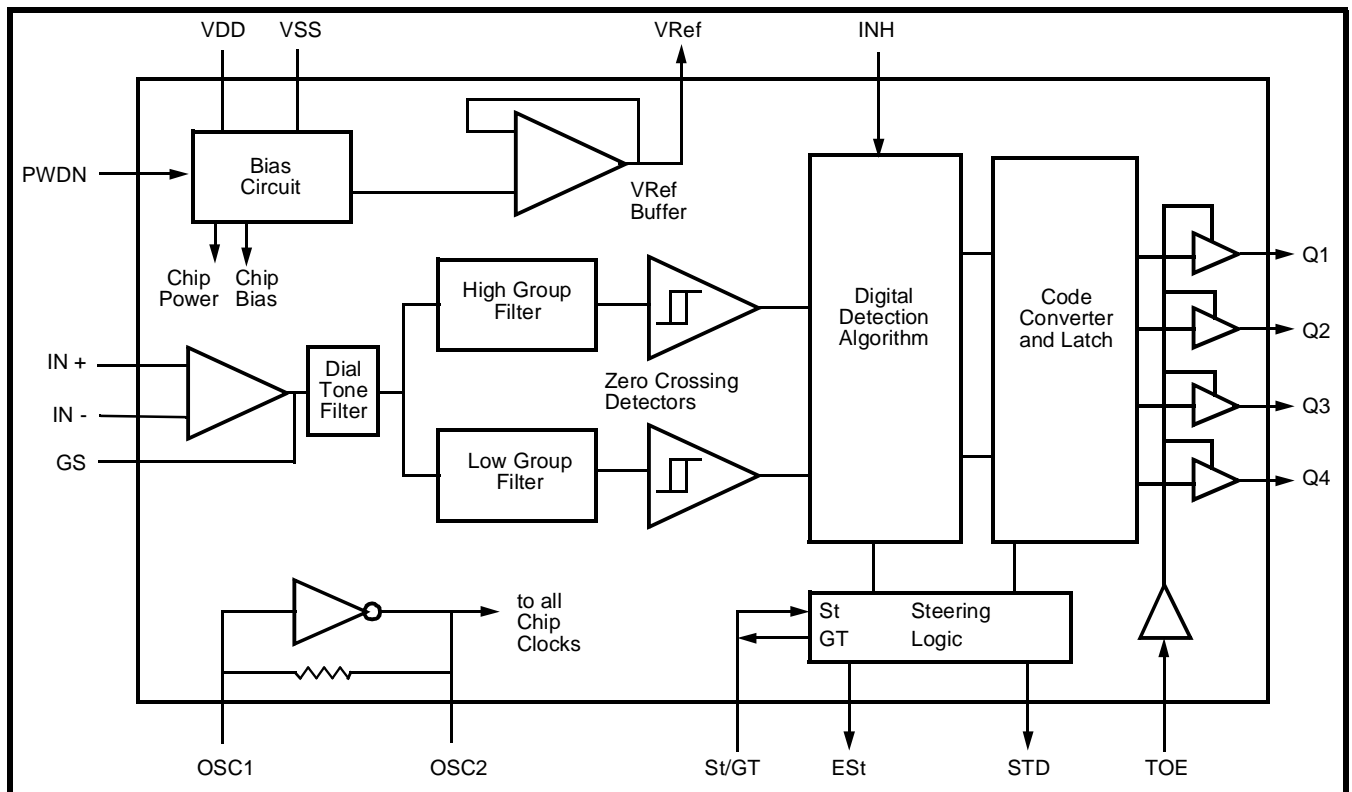 VDD
VSS
VRef
INH
PWDN
Bias
Circuit
VRef
Buffer
Chip
Power
Chip
Bias
High Group
Filter
Digital
Detection
Algorithm
Code
Converter
and Latch
Q1
Q2
Q3
Q4
IN +
IN -
GS
Dial
Tone
Filter
Zero Crossing
Detectors
Low Group
Filter
to all
Chip
Clocks
St Steering
GT Logic
OSC1
OSC2
St/GT
ESt
STD
TOE